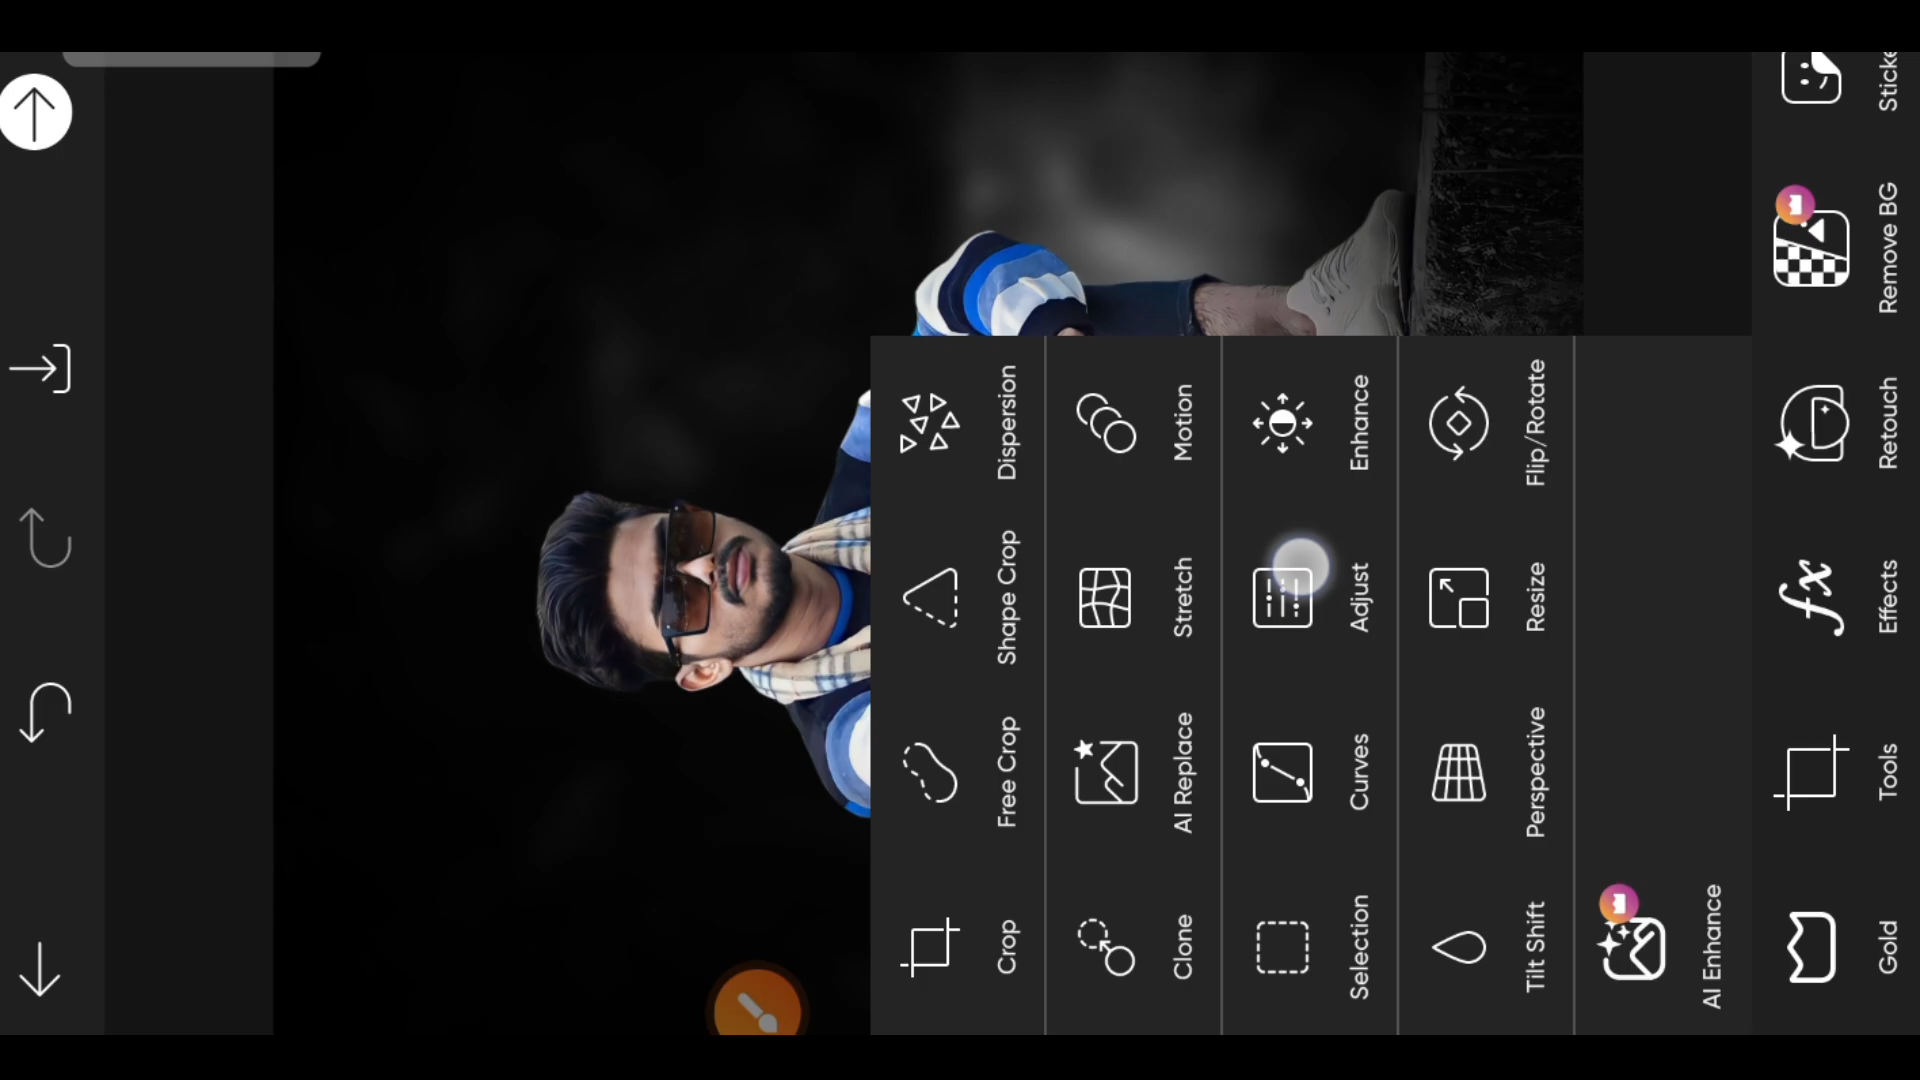 Crop
Free Crop
Shape Crop
Dispersion
Clone
AI Replace
Stretch
Motion
Selection
Curves
Adjust
Enhance
Tilt Shift
Perspective
Resize
Flip/Rotate
AI Enhance
Gold
Tools
fx
Effects
Retouch
Remove BG
Sticke